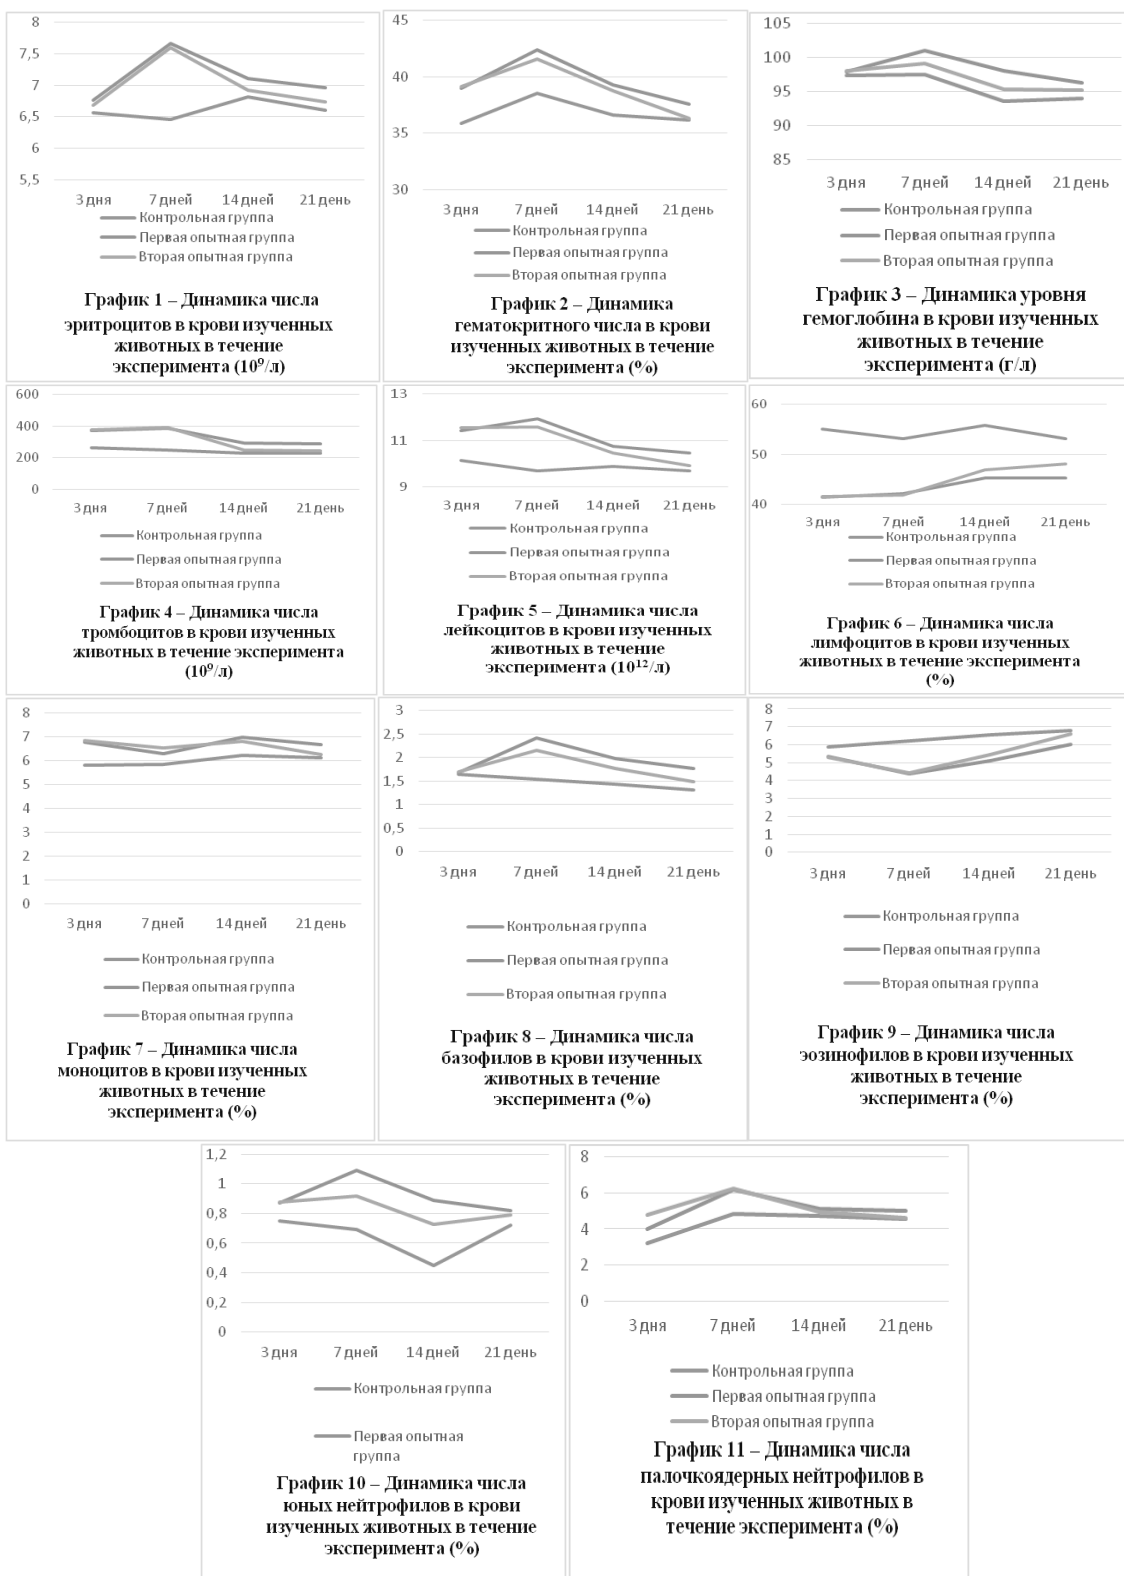 8
7,5
7
6,5
6
5,5
3 дня 7 дней 14 дней 21 день
Контрольная группа
Первая опытная группа
Вторая опытная группа
График 1 – Динамика числа
эритроцитов в крови изученных
животных в течение
эксперимента (10⁹/л)
45
40
35
30
3 дня 7 дней 14 дней 21 день
Контрольная группа
Первая опытная группа
Вторая опытная группа
График 2 – Динамика
гематокритного числа в крови
изученных животных в течение
эксперимента (%)
105
100
95
90
85
3 дня 7 дней 14 дней 21 день
Контрольная группа
Первая опытная группа
Вторая опытная группа
График 3 – Динамика уровня
гемоглобина в крови изученных
животных в течение
эксперимента (г/л)
600
400
200
0
3 дня 7 дней 14 дней 21 день
Контрольная группа
Первая опытная группа
Вторая опытная группа
График 4 – Динамика числа
тромбоцитов в крови изученных
животных в течение эксперимента
(10⁹/л)
13
11
9
3 дня 7 дней 14 дней 21 день
Контрольная группа
Первая опытная группа
Вторая опытная группа
График 5 – Динамика числа
лейкоцитов в крови изученных
животных в течение
эксперимента (10¹²/л)
60
50
40
3 дня 7 дней 14 дней 21 день
Контрольная группа
Первая опытная группа
Вторая опытная группа
График 6 – Динамика числа
лимфоцитов в крови изученных
животных в течение эксперимента
(%)
8
7
6
5
4
3
2
1
0
3 дня 7 дней 14 дней 21 день
Контрольная группа
Первая опытная группа
Вторая опытная группа
График 7 – Динамика числа
моноцитов в крови изученных
животных в течение
эксперимента (%)
3
2,5
2
1,5
1
0,5
0
3 дня 7 дней 14 дней 21 день
Контрольная группа
Первая опытная группа
Вторая опытная группа
График 8 – Динамика числа
базофилов в крови изученных
животных в течение
эксперимента (%)
8
7
6
5
4
3
2
1
0
3 дня 7 дней 14 дней 21 день
Контрольная группа
Первая опытная группа
Вторая опытная группа
График 9 – Динамика числа
эозинофилов в крови изученных
животных в течение
эксперимента (%)
1,2
1
0,8
0,6
0,4
0,2
0
3 дня 7 дней 14 дней 21 день
Контрольная группа
Первая опытная
группа
График 10 – Динамика числа
юных нейтрофилов в крови
изученных животных в течение
эксперимента (%)
8
6
4
2
0
3 дня 7 дней 14 дней 21 день
Контрольная группа
Первая опытная группа
Вторая опытная группа
График 11 – Динамика числа
палочкоядерных нейтрофилов в
крови изученных животных в
течение эксперимента (%)